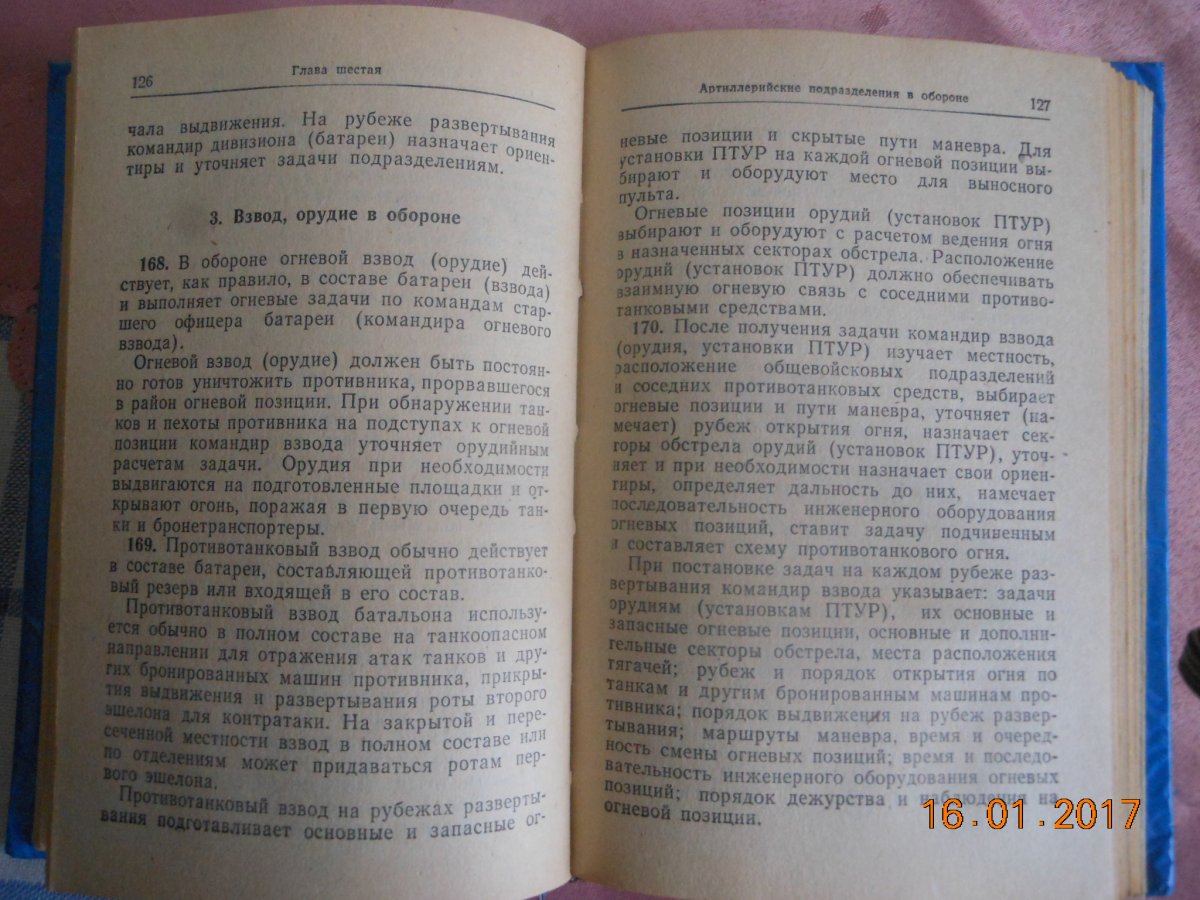 126
Глава шестая
чала выдвижения. На рубеже развертывания
командир дивизиона (батареи) назначает ориен-
тиры и уточняет задачи подразделениям.
3. Взвод, орудие в обороне
168. В обороне огневой взвод (орудие) дей-
ствует, как правило, в составе батареи (взвода)
и выполняет огневые задачи по командам стар-
шего офицера батареи (командира огневого
взвода).
Огневой взвод (орудие) должен быть постоян-
но готов уничтожить противника, прорвавшегося
в район огневой позиции. При обнаружении тан-
ков и пехоты противника на подступах к огневой
позиции командир взвода уточняет орудийным
расчетам задачи. Орудия при необходимости
выдвигаются на подготовленные площадки и от-
крывают огонь, поражая в первую очередь тан-
ки и бронетранспортеры.
169. Противотанковый взвод обычно действует
в составе батареи, составляющей противотанко-
вый резерв или входящей в его состав.
Противотанковый взвод батальона использу-
ется обычно в полном составе на танкоопасном
направлении для отражения атак танков и дру-
гих бронированных машин противника, прикры-
тия выдвижения и развертывания роты второго
эшелона для контратаки. На закрытой и пере-
сеченной местности взвод в полном составе или
по отделениям может придаваться ротам пер-
вого эшелона.
Противотанковый взвод на рубежах разверты-
вания подготавливает основные и запасные ог-
Артиллерийские подразделения в обороне
127
невые позиции и скрытые пути маневра. Для
установки ПТУР на каждой огневой позиции вы-
бирают и оборудуют место для выносного
пульта.
Огневые позиции орудий (установок ПТУР)
выбирают и оборудуют с расчетом ведения огня
в назначенных секторах обстрела. Расположение
орудий (установок ПТУР) должно обеспечивать
взаимную огневую связь с соседними противо-
танковыми средствами.
170. После получения задачи командир взвода
(орудия, установки ПТУР) изучает местность,
расположение общевойсковых подразделений
и соседних противотанковых средств, выбирает
огневые позиции и пути маневра, уточняет (на-
мечает) рубеж открытия огня, назначает сек-
торы обстрела орудий (установок ПТУР), уточ-
няет и при необходимости назначает свои ориен-
тиры, определяет дальность до них, намечает
последовательность инженерного оборудования
огневых позиций, ставит задачу подчиненным
и составляет схему противотанкового огня.
При постановке задач на каждом рубеже раз-
вертывания командир взвода указывает: задачи
орудиям (установкам ПТУР), их основные и
запасные огневые позиции, основные и дополни-
тельные секторы обстрела, места расположения
тягачей; рубеж и порядок открытия огня по
танкам и другим бронированным машинам про-
тивника; порядок выдвижения на рубеж развер-
тывания; маршруты маневра, время и очеред-
ность смены огневых позиций; время и последо-
вательность инженерного оборудования огневых
позиций; порядок дежурства и наблюдения на
огневой позиции.
16.01.2017